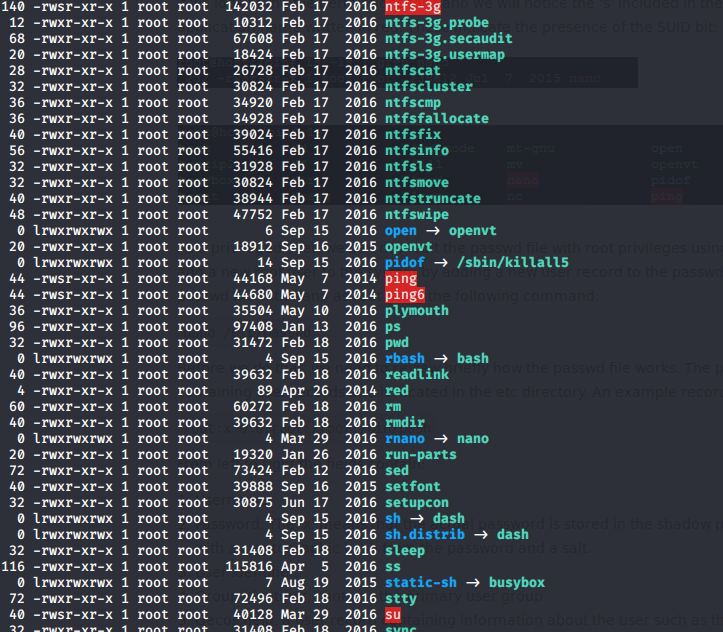 140 -rwsr-xr-x 1 root root 142032 Feb 17 2016 ntfs-3g
12 -rwxr-xr-x 1 root root 10312 Feb 17 2016 ntfs-3g.probe
68 -rwxr-xr-x 1 root root 67608 Feb 17 2016 ntfs-3g.secaudit
20 -rwxr-xr-x 1 root root 18424 Feb 17 2016 ntfs-3g.usermap
28 -rwxr-xr-x 1 root root 26728 Feb 17 2016 ntfscat
32 -rwxr-xr-x 1 root root 30824 Feb 17 2016 ntfscluster
36 -rwxr-xr-x 1 root root 34920 Feb 17 2016 ntfscmp
36 -rwxr-xr-x 1 root root 34928 Feb 17 2016 ntfsfallocate
40 -rwxr-xr-x 1 root root 39024 Feb 17 2016 ntfsfix
56 -rwxr-xr-x 1 root root 55416 Feb 17 2016 ntfsinfo
32 -rwxr-xr-x 1 root root 31928 Feb 17 2016 ntfsls
32 -rwxr-xr-x 1 root root 30824 Feb 17 2016 ntfsmove
40 -rwxr-xr-x 1 root root 38944 Feb 17 2016 ntfstruncate
48 -rwxr-xr-x 1 root root 47752 Feb 17 2016 ntfswipe
0 lrwxrwxrwx 1 root root 6 Sep 15 2015 open → openvt
20 -rwxr-xr-x 1 root root 18912 Sep 15 2015 openvt
0 lrwxrwxrwx 1 root root 14 Sep 15 2016 pidof → /sbin/killall5
44 -rwsr-xr-x 1 root root 44168 May 7 2014 ping
44 -rwsr-xr-x 1 root root 44680 May 7 2014 ping6
36 -rwxr-xr-x 1 root root 35504 May 10 2016 plymouth
96 -rwxr-xr-x 1 root root 97408 Jan 13 2016 ps
32 -rwxr-xr-x 1 root root 31472 Feb 18 2016 pwd
0 lrwxrwxrwx 1 root root 4 Sep 15 2016 rbash → bash
40 -rwxr-xr-x 1 root root 39632 Feb 18 2016 readlink
4 -rwxr-xr-x 1 root root 89 Apr 26 2014 red
60 -rwxr-xr-x 1 root root 60272 Feb 18 2016 rm
40 -rwxr-xr-x 1 root root 39632 Feb 18 2016 rmdir
0 lrwxrwxrwx 1 root root 4 Mar 29 2016 rnano → nano
20 -rwxr-xr-x 1 root root 19320 Jan 26 2016 run-parts
72 -rwxr-xr-x 1 root root 73424 Feb 12 2016 sed
40 -rwxr-xr-x 1 root root 39888 Sep 16 2015 setfont
32 -rwxr-xr-x 1 root root 30875 Jun 17 2016 setupcon
0 lrwxrwxrwx 1 root root 4 Sep 15 2016 sh → dash
0 lrwxrwxrwx 1 root root 4 Sep 15 2016 sh.distrib → dash
32 -rwxr-xr-x 1 root root 31408 Feb 18 2016 sleep
116 -rwxr-xr-x 1 root root 115816 Apr 5 2016 ss
0 lrwxrwxrwx 1 root root 7 Aug 19 2015 static-sh → busybox
72 -rwxr-xr-x 1 root root 72496 Feb 18 2016 stty
40 -rwsr-xr-x 1 root root 40128 Mar 29 2016 su
32 -rwxr-xr-x 1 root root 31408 Feb 18 2016 sync